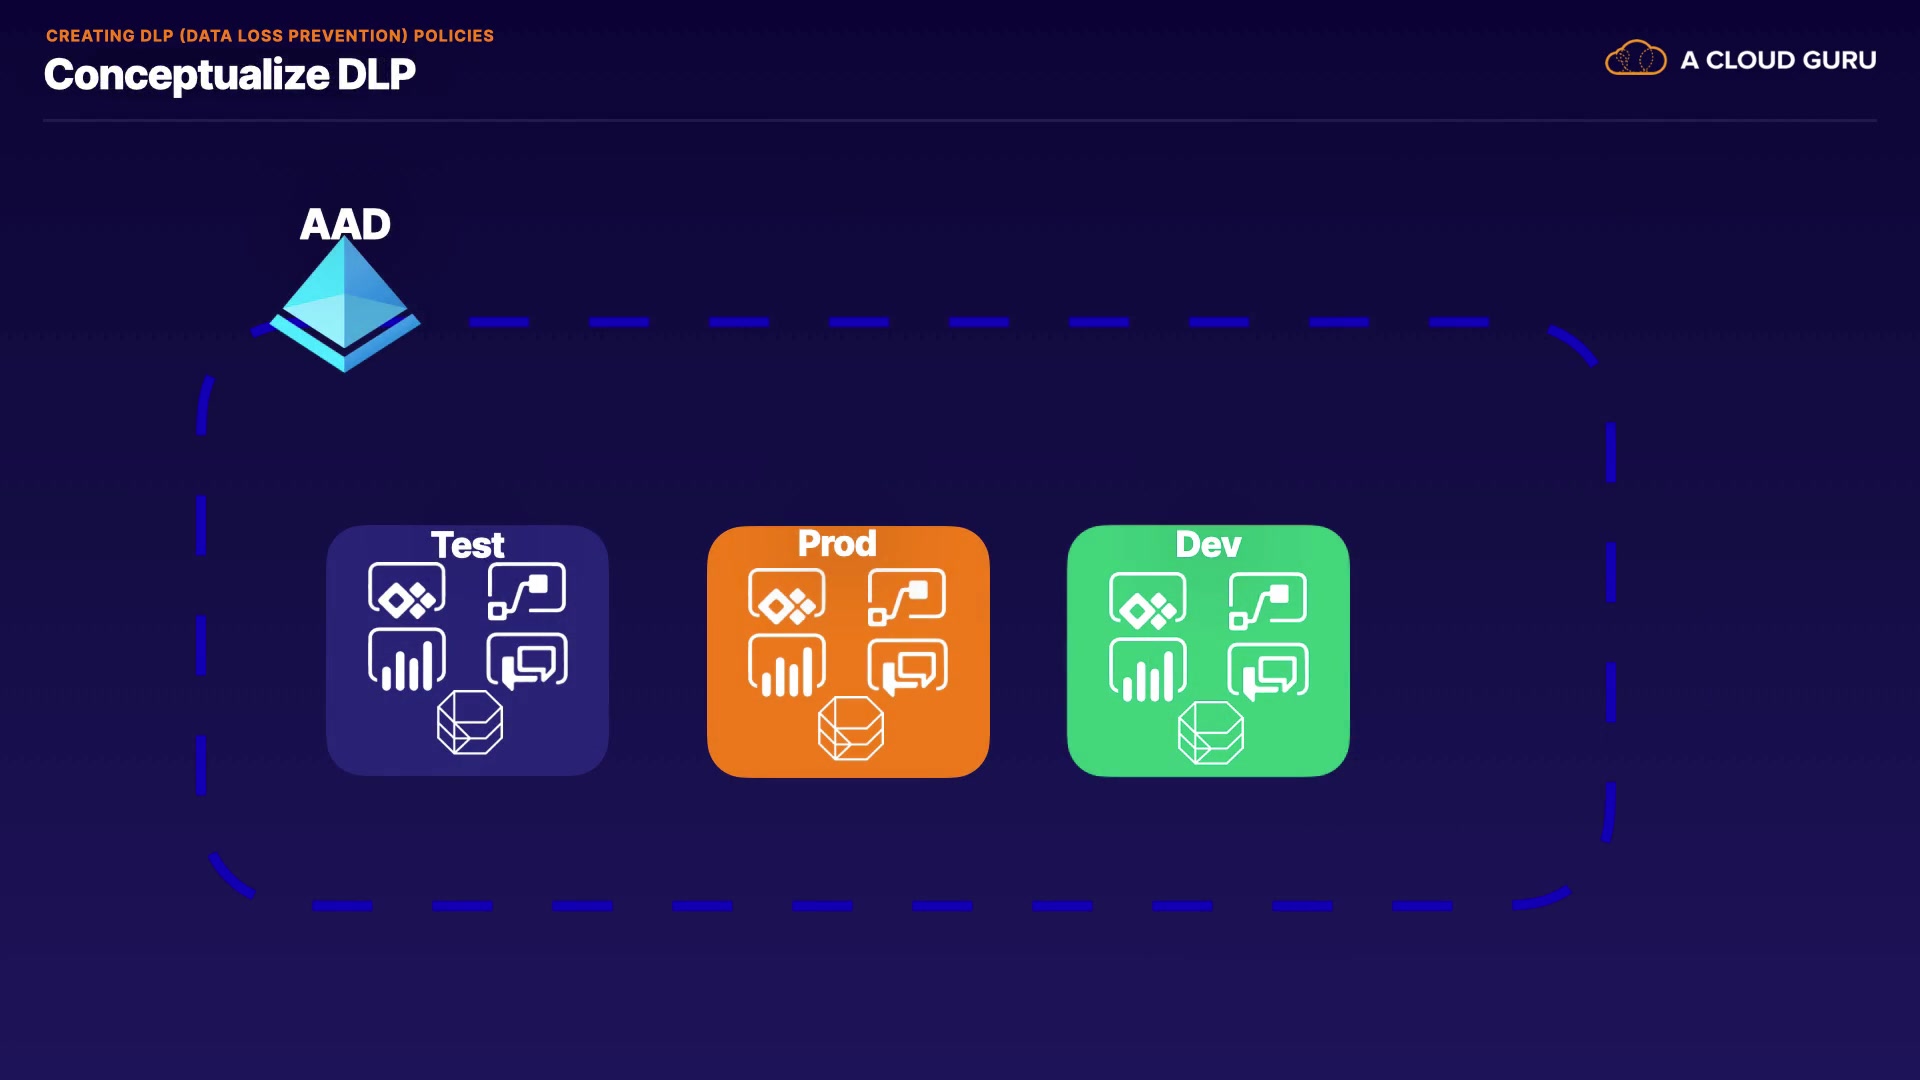 CREATING DLP (DATA LOSS PREVENTION) POLICIES
Conceptualize DLP
A CLOUD GURU
AAD
Test
Prod
Dev